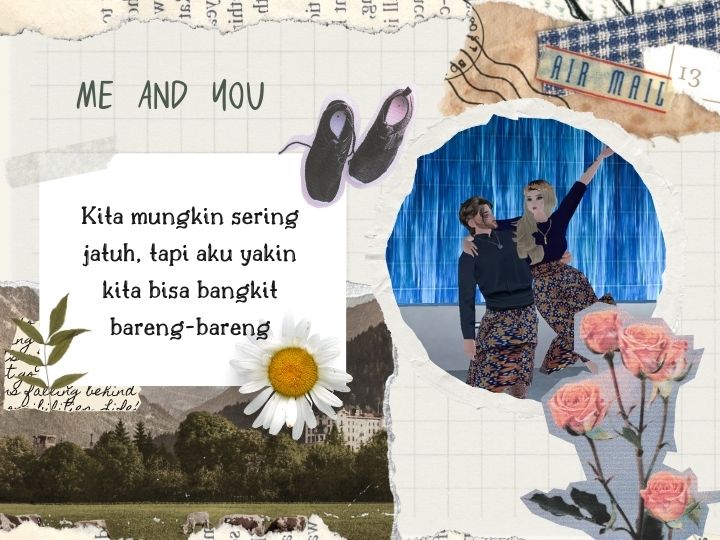 ME AND YOU
AIR MAIL
13
Kita mungkin sering
jatuh, tapi aku yakin
kita bisa bangkit
bareng-bareng
falling behind